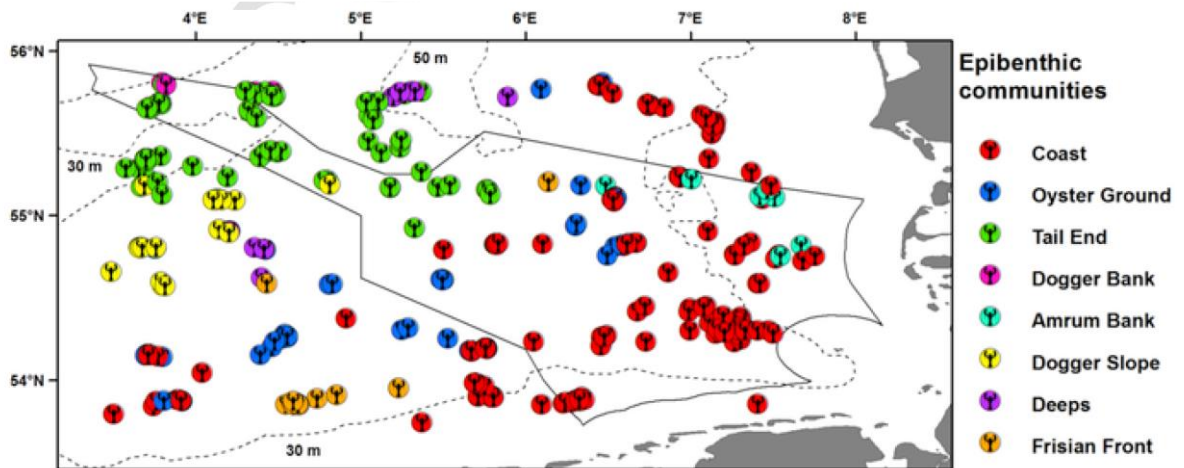 4°E 5°E 6°E 7°E 8°E
56°N
50 m
Epibenthic
communities
30 m
55°N
54°N
30 m
Coast
Oyster Ground
Tail End
Dogger Bank
Amrum Bank
Dogger Slope
Deeps
Frisian Front